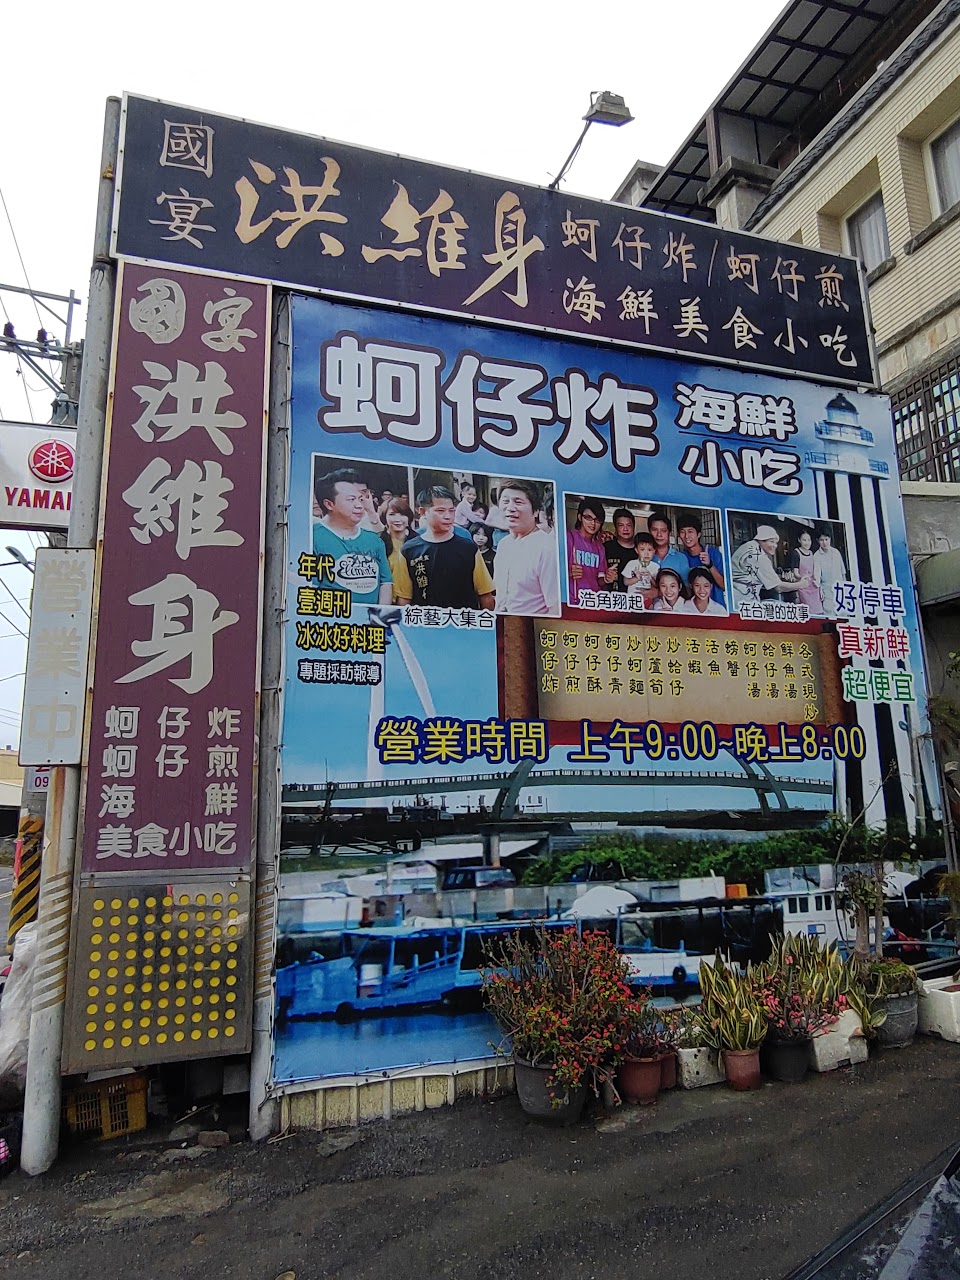 國宴
洪維身
蚵仔炸/蚵仔煎
海鮮美食小吃
國宴
洪維身
蚵仔炸
蚵仔煎
海鮮
美食小吃
營業中
YAMA
09
蚵仔炸
海鮮
小吃
年代
壹週刊
冰冰好料理
專題採訪報導
綜藝大集合
浩角翔起
在台灣的故事
好停車
真新鮮
超便宜
蚵仔炸
蚵仔煎
蚵仔酥
蚵仔青
炒蚵麵
炒蘆筍
炒蛤仔
活蝦
活魚
螃蟹
蚵仔湯
蛤仔湯
鮮魚湯
各式現炒
營業時間 上午9:00~晚上8:00